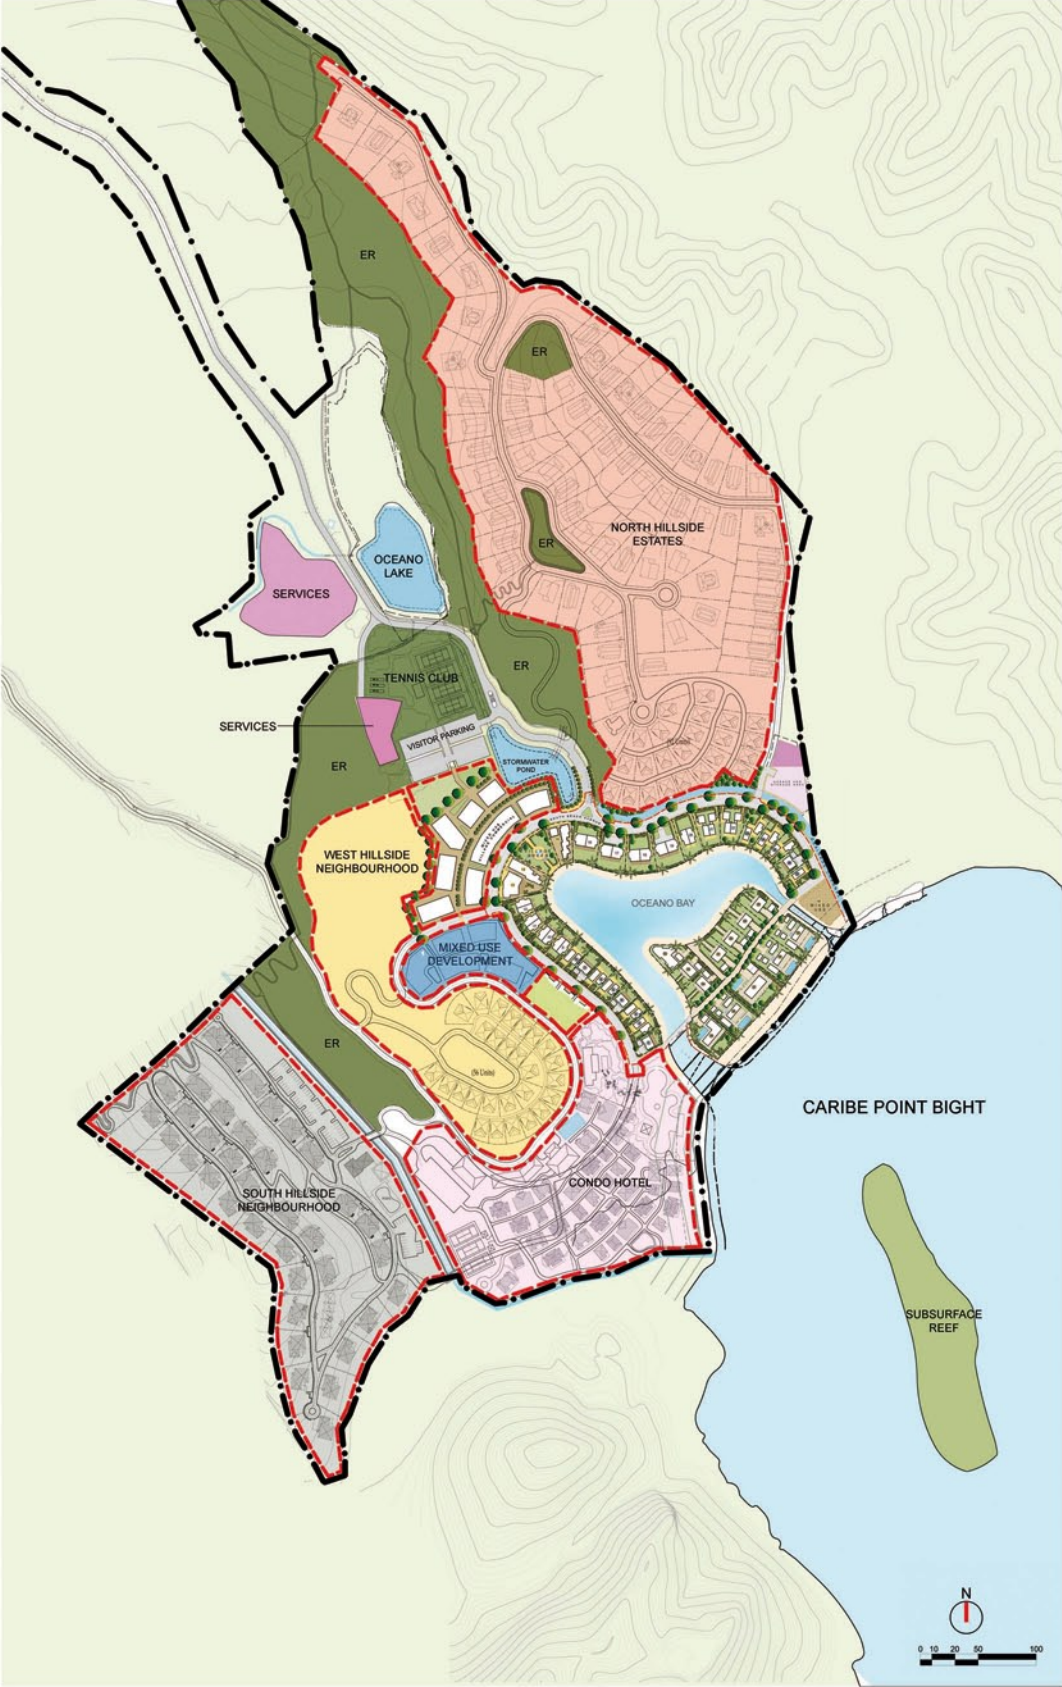 ER
ER
NORTH HILLSIDE
ESTATES
ER
OCEANO
LAKE
SERVICES
ER
TENNIS CLUB
SERVICES
VISITOR PARKING
ER
STORMWATER
POND
WEST HILLSIDE
NEIGHBOURHOOD
OCEANO BAY
MIXED USE
DEVELOPMENT
ER
CARIBE POINT BIGHT
CONDO HOTEL
SOUTH HILLSIDE
NEIGHBOURHOOD
SUBSURFACE
REEF
N
0 10 20 50 100